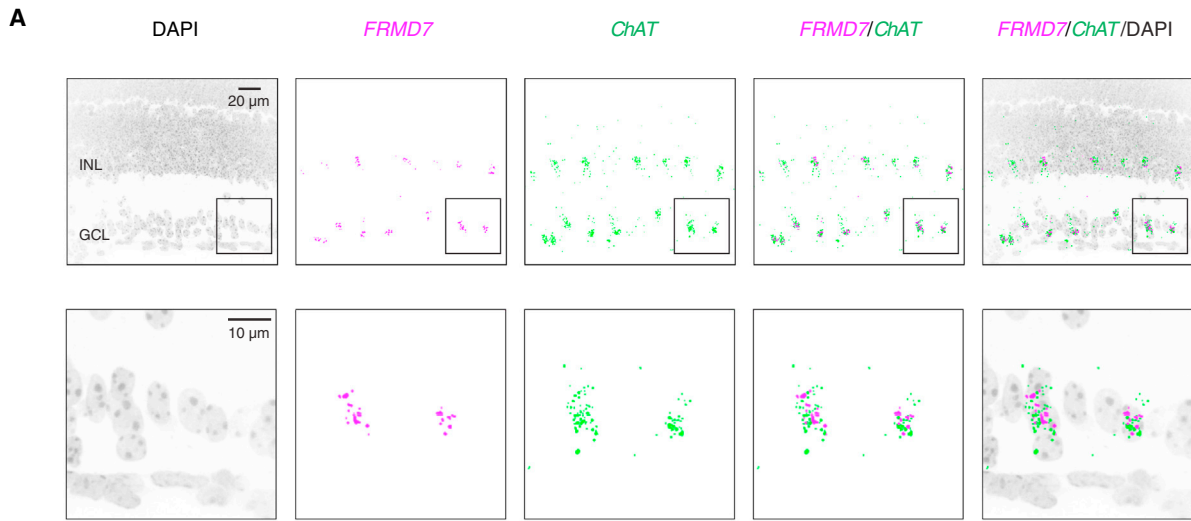 A
DAPI
FRMD7
ChAT
FRMD7/ChAT
FRMD7/ChAT/DAPI
20 µm
INL
GCL
10 µm